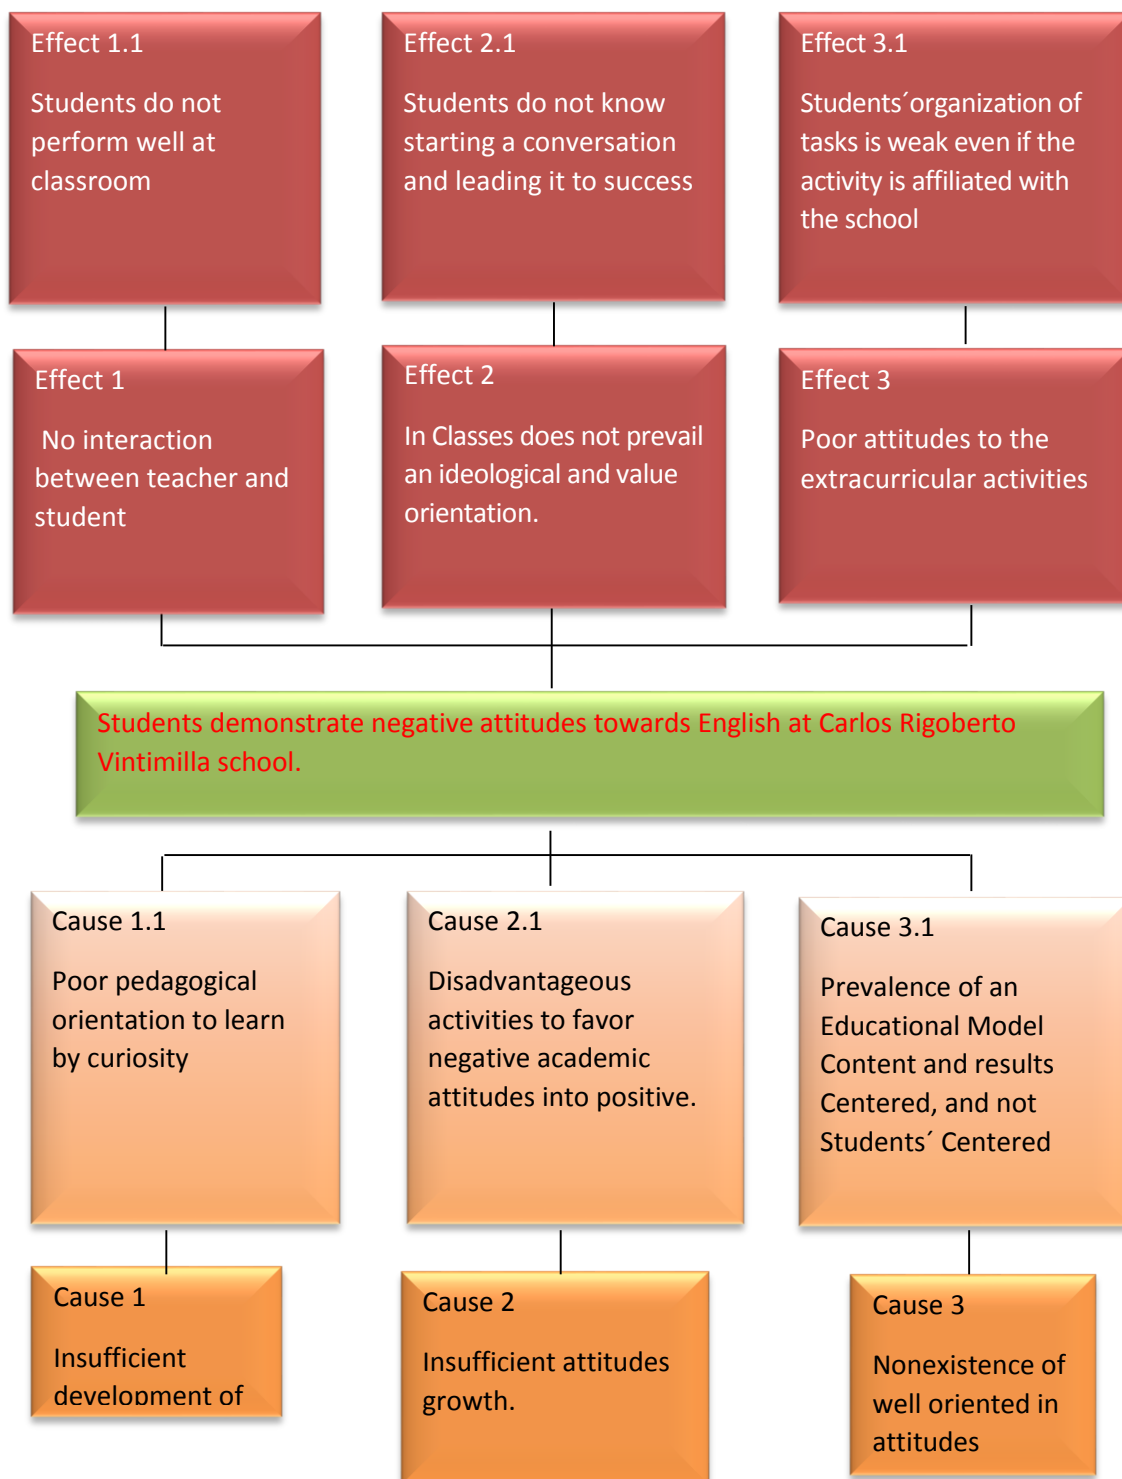 Effect 1.1
Students do not
perform well at
classroom
Effect 2.1
Students do not know
starting a conversation
and leading it to success
Effect 3.1
Students´organization of
tasks is weak even if the
activity is affiliated with
the school
Effect 1
No interaction
between teacher and
student
Effect 2
In Classes does not prevail
an ideological and value
orientation.
Effect 3
Poor attitudes to the
extracurricular activities
Students demonstrate negative attitudes towards English at Carlos Rigoberto
Vintimilla school.
Cause 1.1
Poor pedagogical
orientation to learn
by curiosity
Cause 2.1
Disadvantageous
activities to favor
negative academic
attitudes into positive.
Cause 3.1
Prevalence of an
Educational Model
Content and results
Centered, and not
Students´ Centered
Cause 1
Insufficient
development of
Cause 2
Insufficient attitudes
growth.
Cause 3
Nonexistence of
well oriented in
attitudes